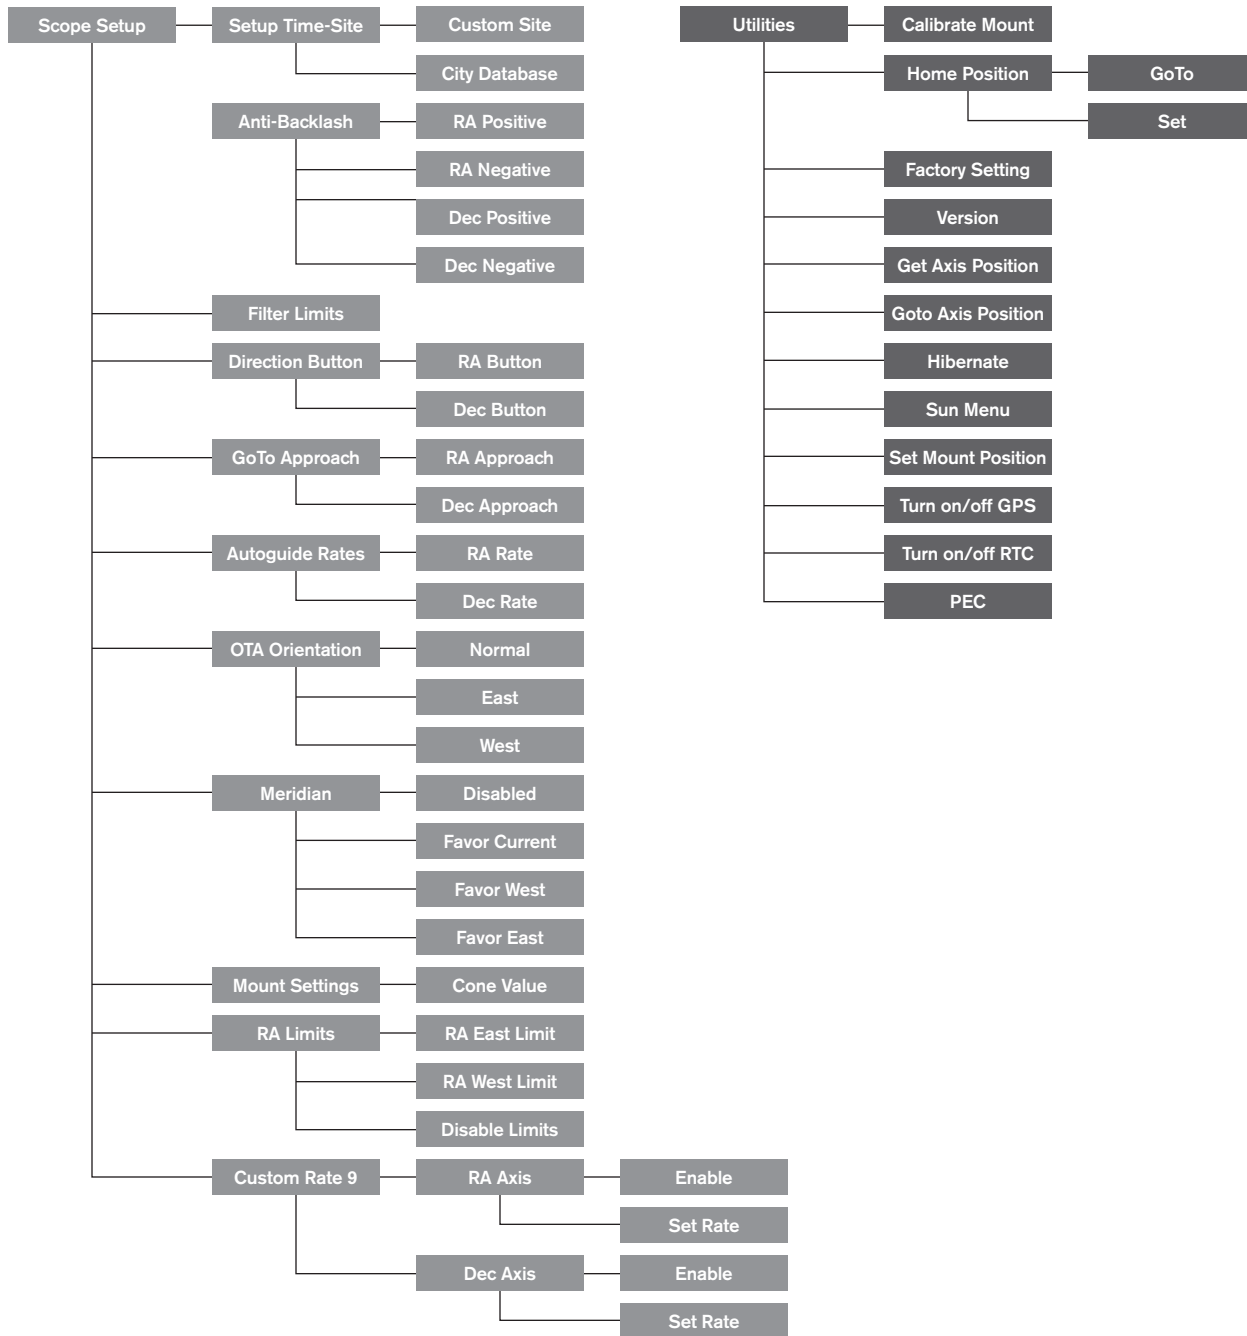 Scope Setup
Setup Time-Site
Custom Site
City Database
Anti-Backlash
RA Positive
RA Negative
Dec Positive
Dec Negative
Filter Limits
Direction Button
RA Button
Dec Button
GoTo Approach
RA Approach
Dec Approach
Autoguide Rates
RA Rate
Dec Rate
OTA Orientation
Normal
East
West
Meridian
Disabled
Favor Current
Favor West
Favor East
Mount Settings
Cone Value
RA Limits
RA East Limit
RA West Limit
Disable Limits
Custom Rate 9
RA Axis
Enable
Set Rate
Dec Axis
Enable
Set Rate
Utilities
Calibrate Mount
Home Position
GoTo
Set
Factory Setting
Version
Get Axis Position
Goto Axis Position
Hibernate
Sun Menu
Set Mount Position
Turn on/off GPS
Turn on/off RTC
PEC